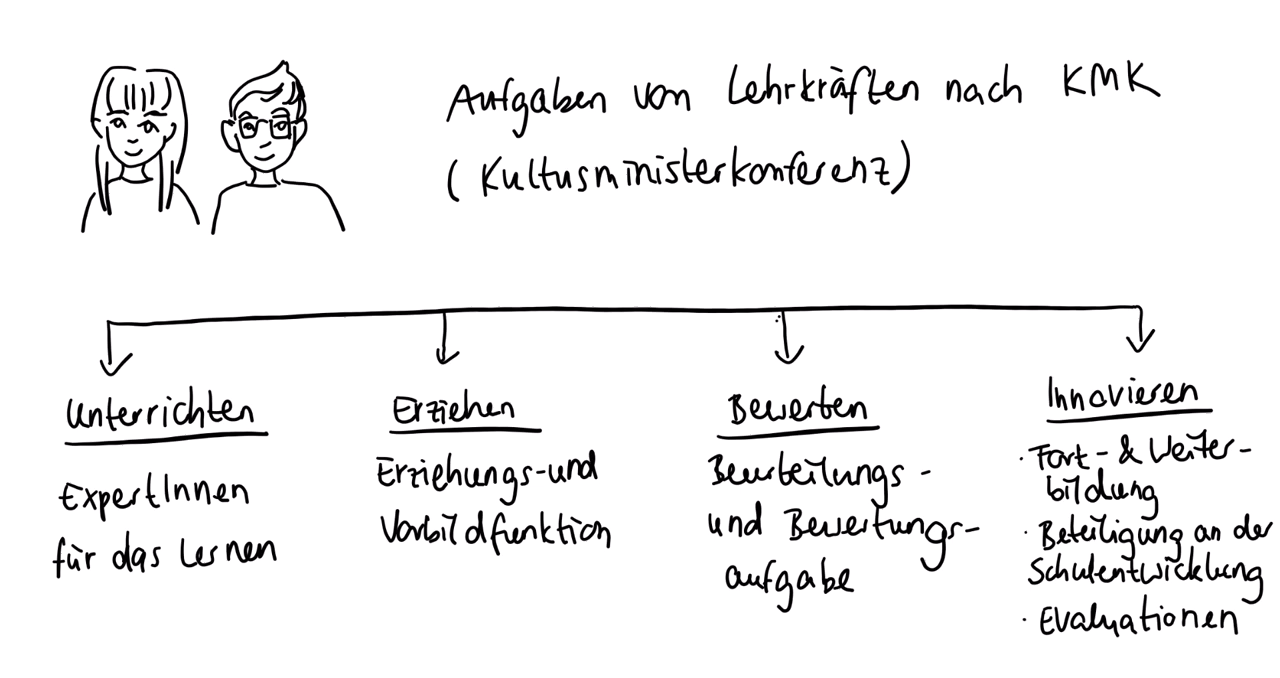 Aufgaben von Lehrkräften nach KMK
(Kultusministerkonferenz)
Unterrichten
ExpertInnen
für das Lernen
Erziehen
Erziehungs-und
Vorbildfunktion
Bewerten
Beurteilungs-
und Bewertungs-
aufgabe
Innovieren
· Fort- & Weiter-
bildung
· Beteiligung an der
Schulentwicklung
· Evaluationen